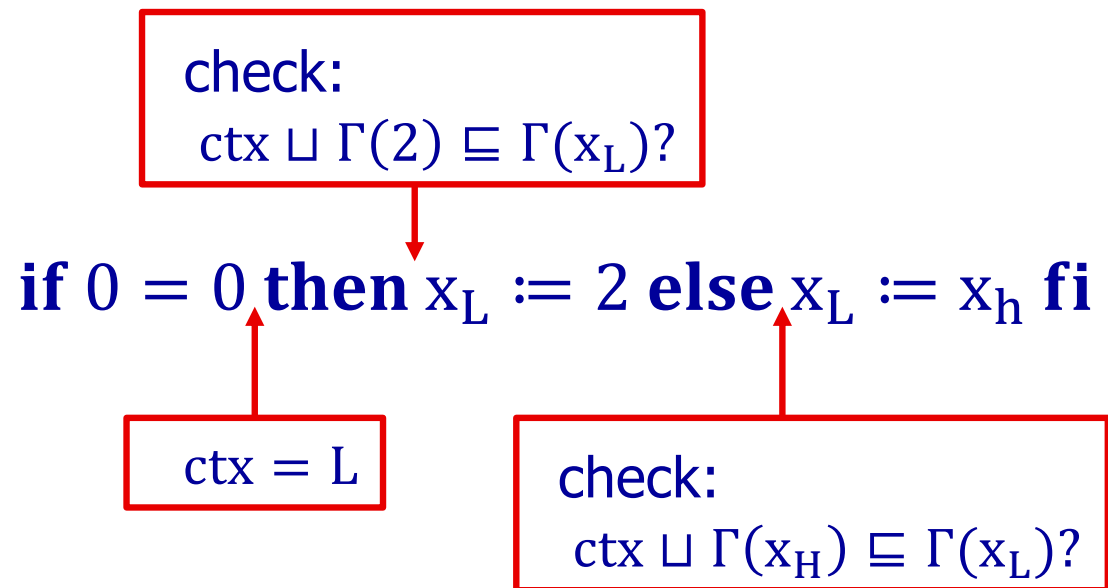 check:
ctx ⊔ Γ(2) ⊑ Γ(x_L)?
if 0 = 0 then x_L := 2 else x_L := x_h fi
ctx = L
check:
ctx ⊔ Γ(x_H) ⊑ Γ(x_L)?